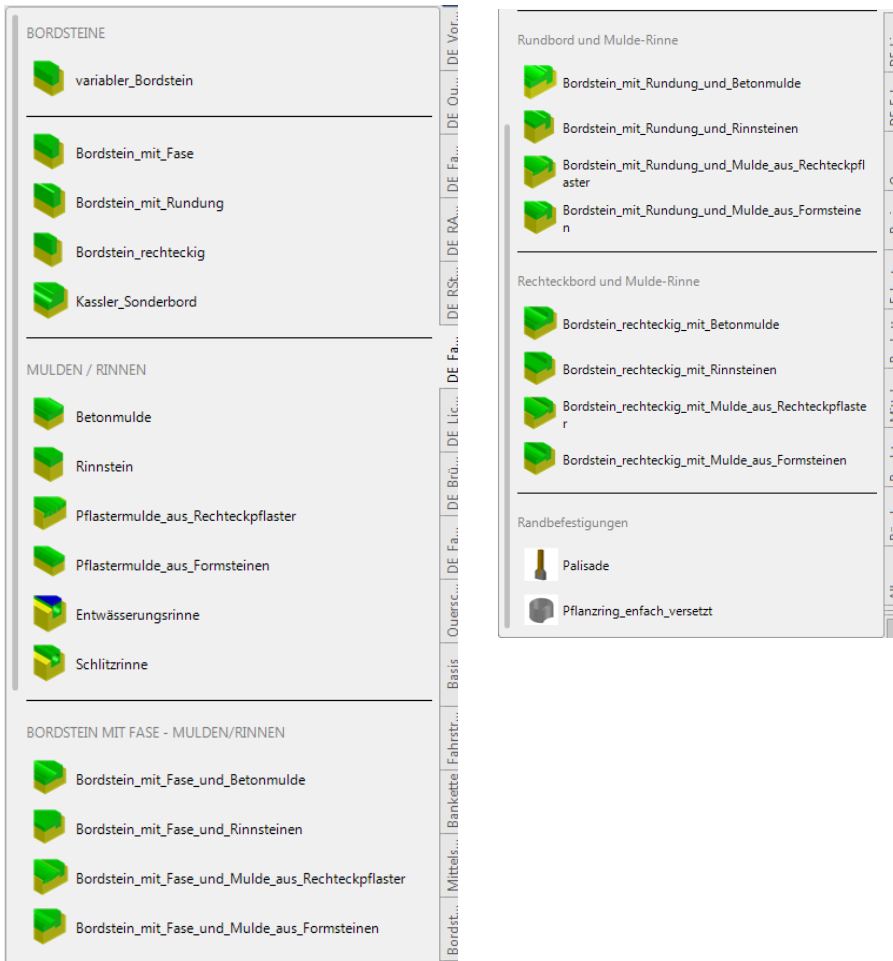 BORDSTEINE
variabler_Bordstein
Bordstein_mit_Fase
Bordstein_mit_Rundung
Bordstein_rechteckig
Kassler_Sonderbord
MULDEN / RINNEN
Betonmulde
Rinnstein
Pflastermulde_aus_Rechteckpflaster
Pflastermulde_aus_Formsteinen
Entwässerungsrinne
Schlitzrinne
BORDSTEIN MIT FASE - MULDEN/RINNEN
Bordstein_mit_Fase_und_Betonmulde
Bordstein_mit_Fase_und_Rinnsteinen
Bordstein_mit_Fase_und_Mulde_aus_Rechteckpflaster
Bordstein_mit_Fase_und_Mulde_aus_Formsteinen
DE Vor...
DE Qu...
DE Fa...
DE RA...
DE RSt...
DE Fa...
DE Lic...
DE Brü...
DE Fa...
Quersc...
Basis
Fahrstr...
Bankette
Mittels...
Bordst...
Rundbord und Mulde-Rinne
Bordstein_mit_Rundung_und_Betonmulde
Bordstein_mit_Rundung_und_Rinnsteinen
Bordstein_mit_Rundung_und_Mulde_aus_Rechteckpfl
aster
Bordstein_mit_Rundung_und_Mulde_aus_Formsteine
n
Rechteckbord und Mulde-Rinne
Bordstein_rechteckig_mit_Betonmulde
Bordstein_rechteckig_mit_Rinnsteinen
Bordstein_rechteckig_mit_Mulde_aus_Rechteckpflaste
r
Bordstein_rechteckig_mit_Mulde_aus_Formsteinen
Randbefestigungen
Palisade
Pflanzring_enfach_versetzt